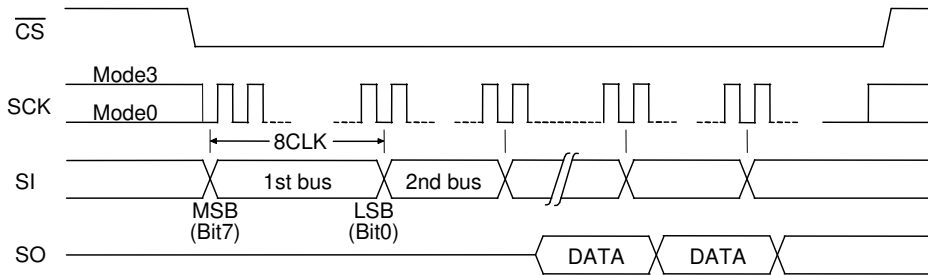 CS
Mode3
SCK
Mode0
8CLK
SI
1st bus
2nd bus
MSB
(Bit7)
LSB
(Bit0)
SO
DATA
DATA